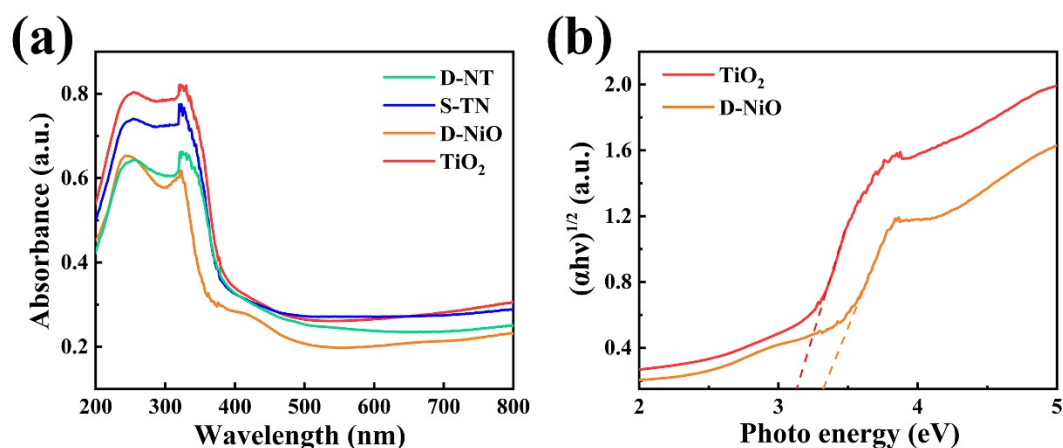 (a)
Absorbance (a.u.)
0.8
0.6
0.4
0.2
200 300 400 500 600 700 800
Wavelength (nm)
D-NT
S-TN
D-NiO
TiO₂
(b)
(αhν)^1/2 (a.u.)
2.0
1.6
1.2
0.8
0.4
2 3 4 5
Photo energy (eV)
TiO₂
D-NiO